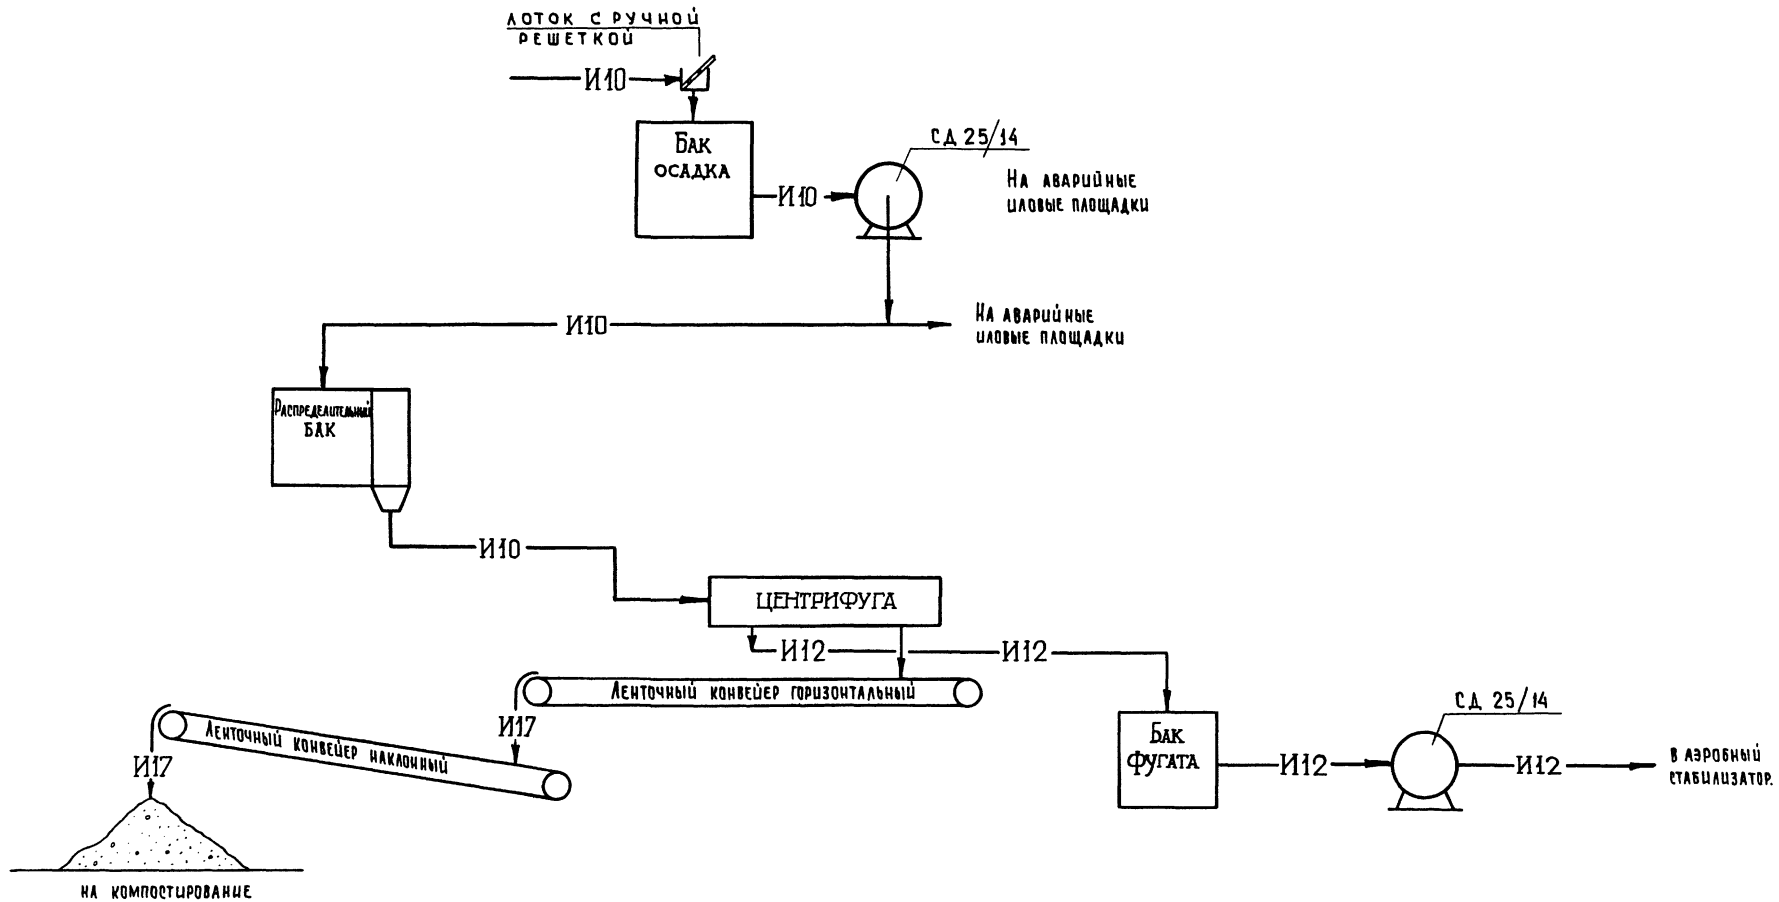 ЛОТОК С РУЧНОЙ
РЕШЕТКОЙ
И10
БАК
ОСАДКА
И10
СД 25/14
НА АВАРИЙНЫЕ
ИЛОВЫЕ ПЛОЩАДКИ
И10
НА АВАРИЙНЫЕ
ИЛОВЫЕ ПЛОЩАДКИ
РАСПРЕДЕЛИТЕЛЬНЫЙ
БАК
И10
ЦЕНТРИФУГА
И12
И12
ЛЕНТОЧНЫЙ КОНВЕЙЕР ГОРИЗОНТАЛЬНЫЙ
И17
ЛЕНТОЧНЫЙ КОНВЕЙЕР НАКЛОННЫЙ
И17
НА КОМПОСТИРОВАНИЕ
БАК
ФУГАТА
И12
СД 25/14
И12
В АЭРОБНЫЙ
СТАБИЛИЗАТОР.